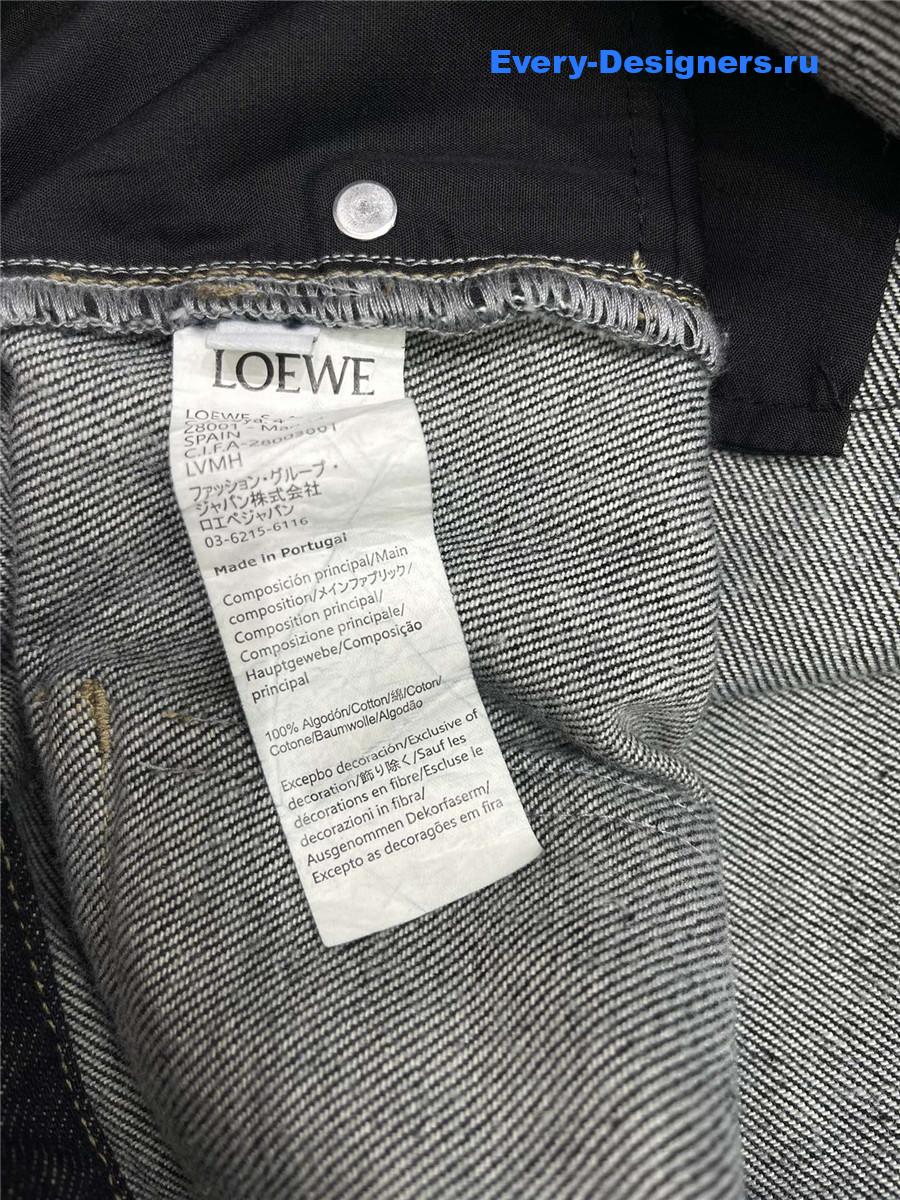 Every-Designers.ru
LOEWE
LOEWE
28001 -
SPAIN
C.I.F.A-28003001
LVMH
ファッション・グループ・
ジャパン株式会社
ロエベジャパン
03-6215-6116
Made in Portugal
Composición principal/Main
composition/メインファブリック/
Composition principal/
Composizione principale/
Hauptgewebe/Composição
principal
100% Algodón/Cotton/綿/Coton/
Cotone/Baumwolle/Algodão
Excepbo decoración/Exclusive of
decoration/飾り除く/Sauf les
décorations en fibre/Escluse le
decorazioni in fibra/
Ausgenommen Dekorfaserm/
Excepto as decorações em fira